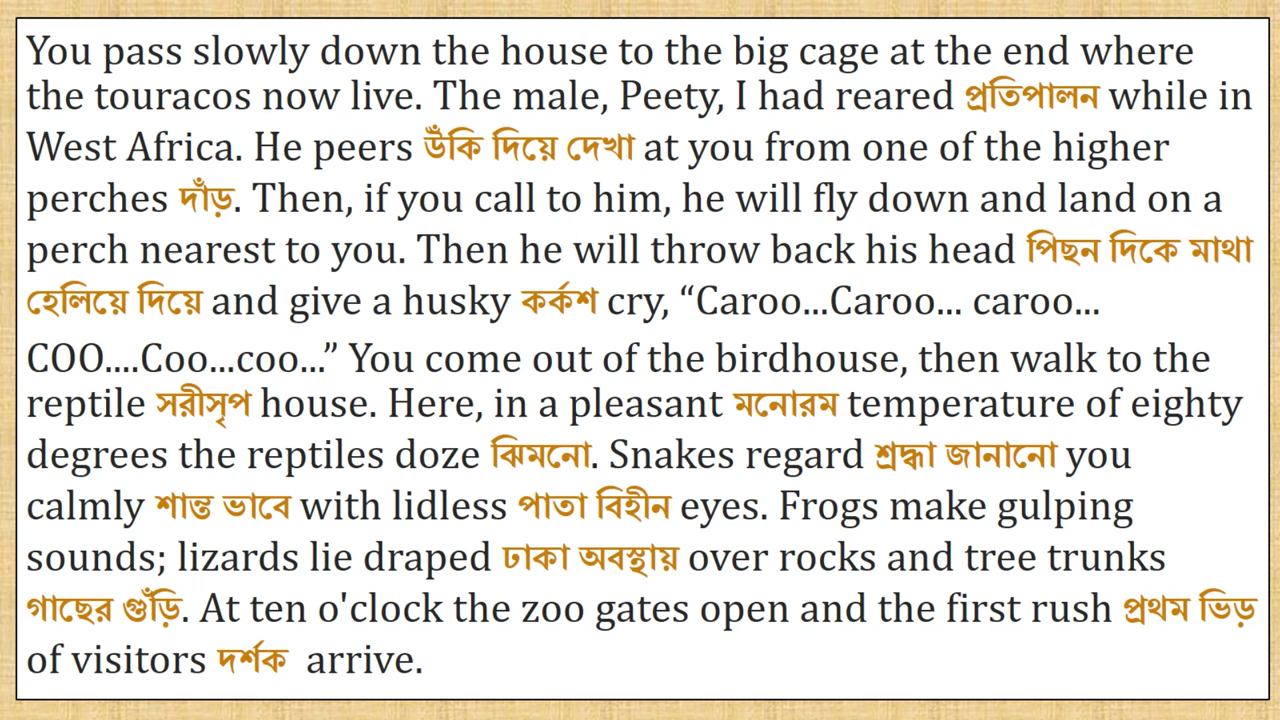 You pass slowly down the house to the big cage at the end where
the touracos now live. The male, Peety, I had reared প্রতিপালন while in
West Africa. He peers উঁকি দিয়ে দেখা at you from one of the higher
perches দাঁড়. Then, if you call to him, he will fly down and land on a
perch nearest to you. Then he will throw back his head পিছন দিকে মাথা
হেলিয়ে দিয়ে and give a husky কর্কশ cry, “Caroo...Caroo... caroo...
COO....Coo...coo...” You come out of the birdhouse, then walk to the
reptile সরীসৃপ house. Here, in a pleasant মনোরম temperature of eighty
degrees the reptiles doze ঝিমনো. Snakes regard শ্রদ্ধা জানানো you
calmly শান্ত ভাবে with lidless পাতা বিহীন eyes. Frogs make gulping
sounds; lizards lie draped ঢাকা অবস্থায় over rocks and tree trunks
গাছের গুঁড়ি. At ten o'clock the zoo gates open and the first rush প্রথম ভিড়
of visitors দর্শক arrive.